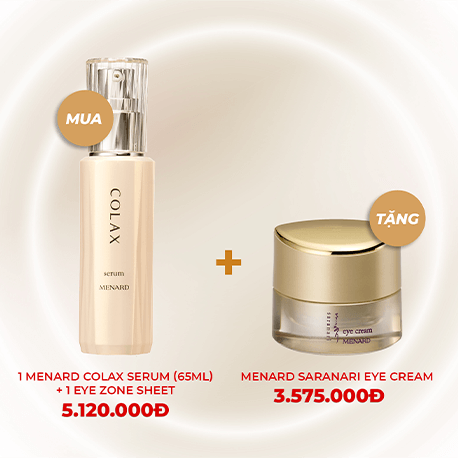 MUA
COLAX
serum
MENARD
+
TẶNG
eye cream
MENARD
1 MENARD COLAX SERUM (65ML)
+ 1 EYE ZONE SHEET
5.120.000Đ
MENARD SARANARI EYE CREAM
3.575.000Đ